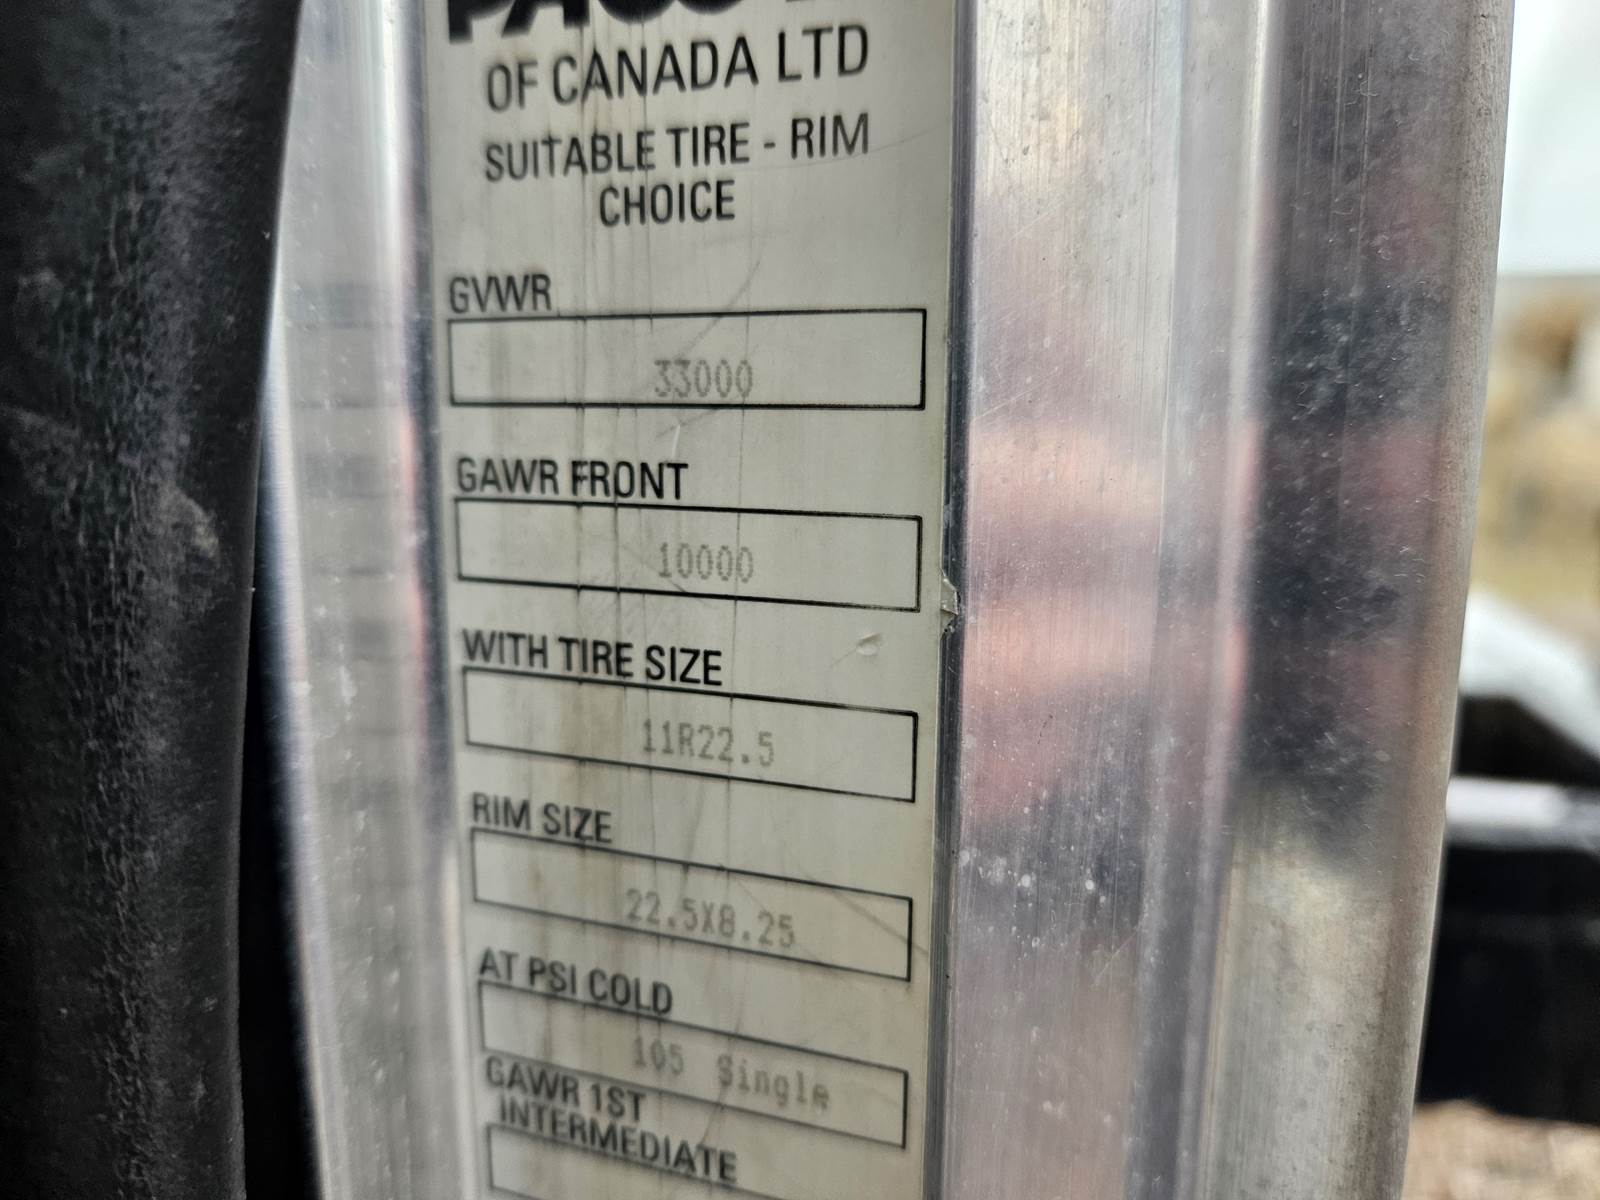 OF CANADA LTD
SUITABLE TIRE - RIM
CHOICE
GVWR
33000
GAWR FRONT
10000
WITH TIRE SIZE
11R22.5
RIM SIZE
22.5X8.25
AT PSI COLD
105 Single
GAWR 1ST
INTERMEDIATE